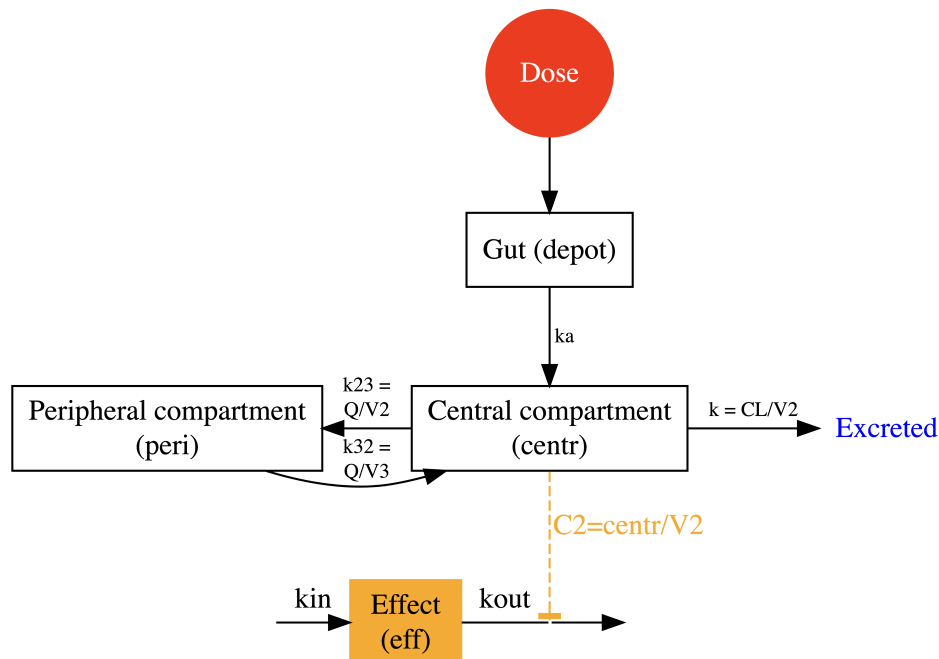 Dose
Gut (depot)
ka
k23 =
Q/V2
Peripheral compartment
(peri)
Central compartment
(centr)
k = CL/V2
Excreted
k32 =
Q/V3
C2=centr/V2
kin
Effect
(eff)
kout